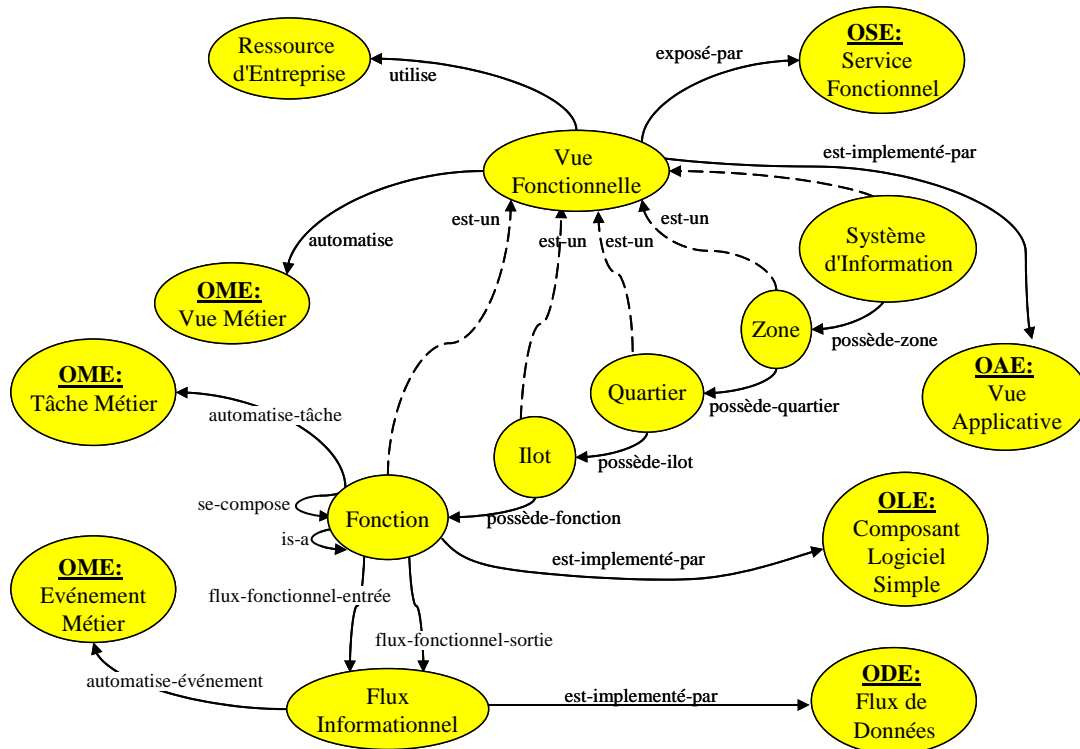 Ressource
d'Entreprise
utilise
exposé-par
OSE:
Service
Fonctionnel
Vue
Fonctionnelle
est-implementé-par
automatise
est-un
est-un
est-un
est-un
Système
d'Information
OME:
Vue Métier
Zone
possède-zone
OME:
Tâche Métier
automatise-tâche
Quartier
possède-quartier
OAE:
Vue
Applicative
Ilot
possède-ilot
se-compose
Fonction
is-a
possède-fonction
est-implementé-par
OLE:
Composant
Logiciel
Simple
OME:
Evénement
Métier
flux-fonctionnel-entrée
flux-fonctionnel-sortie
automatise-événement
Flux
Informationnel
est-implementé-par
ODE:
Flux de
Données